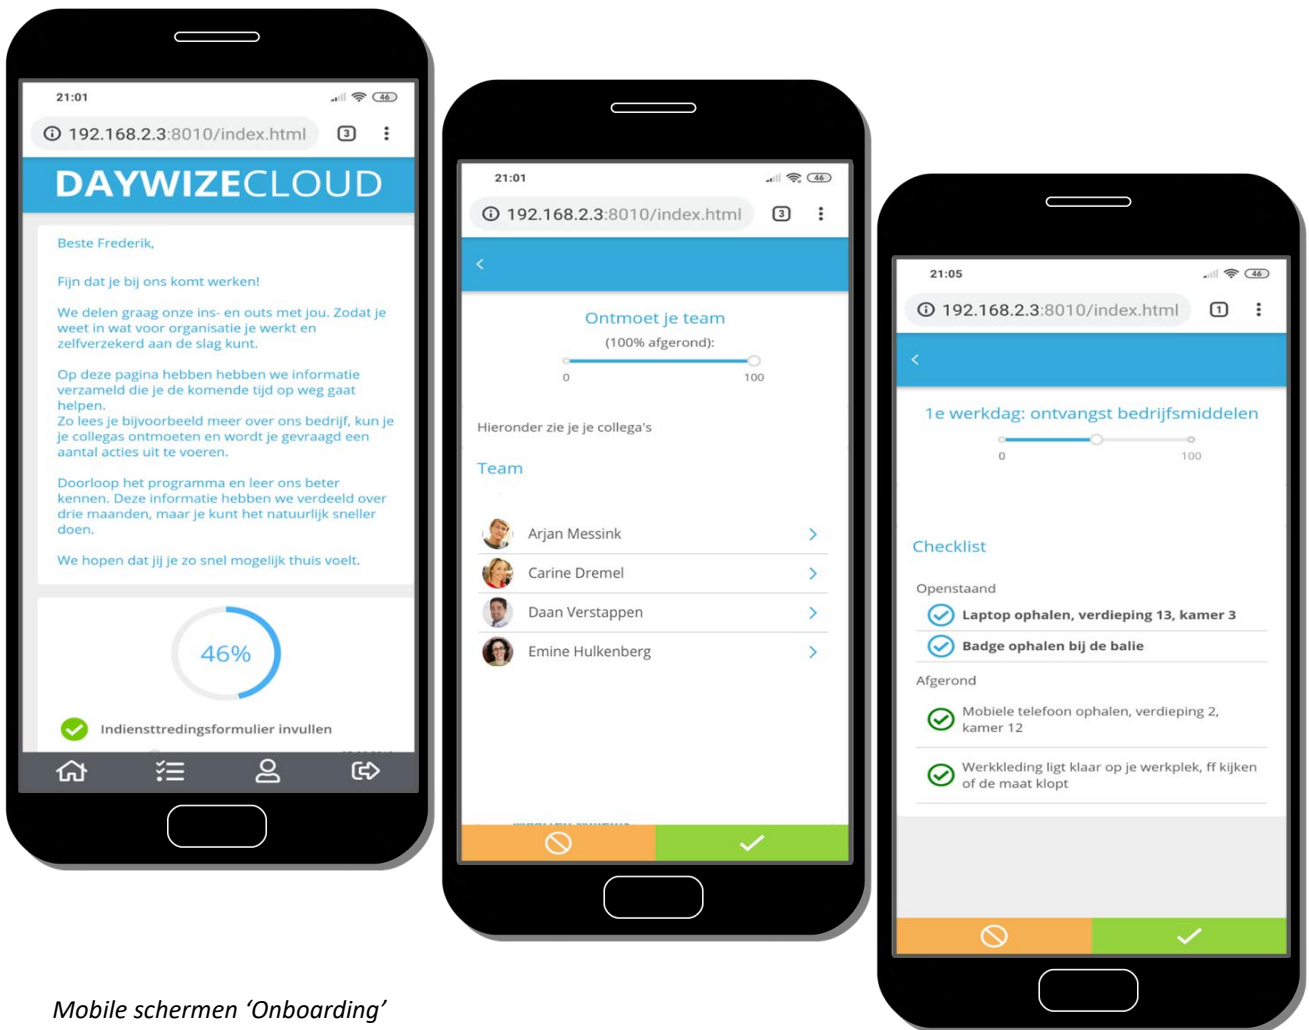 21:01
46
192.168.2.3:8010/index.html
3
DAYWIZECLOUD
Beste Frederik,
Fijn dat je bij ons komt werken!
We delen graag onze ins- en outs met jou. Zodat je
weet in wat voor organisatie je werkt en
zelfverzekerd aan de slag kunt.
Op deze pagina hebben hebben we informatie
verzameld die je de komende tijd op weg gaat
helpen.
Zo lees je bijvoorbeeld meer over ons bedrijf, kun je
je collegas ontmoeten en wordt je gevraagd een
aantal acties uit te voeren.
Doorloop het programma en leer ons beter
kennen. Deze informatie hebben we verdeeld over
drie maanden, maar je kunt het natuurlijk sneller
doen.
We hopen dat jij je zo snel mogelijk thuis voelt.
46%
Indiensttredingsformulier invullen
21:01
46
192.168.2.3:8010/index.html
3
Ontmoet je team
(100% afgerond):
0
100
Hieronder zie je je collega's
Team
Arjan Messink
Carine Dremel
Daan Verstappen
Emine Hulkenberg
21:05
46
192.168.2.3:8010/index.html
1
1e werkdag: ontvangst bedrijfsmiddelen
0
100
Checklist
Openstaand
Laptop ophalen, verdieping 13, kamer 3
Badge ophalen bij de balie
Afgerond
Mobiele telefoon ophalen, verdieping 2,
kamer 12
Werkkleding ligt klaar op je werkplek, ff kijken
of de maat klopt
Mobile schermen ‘Onboarding’